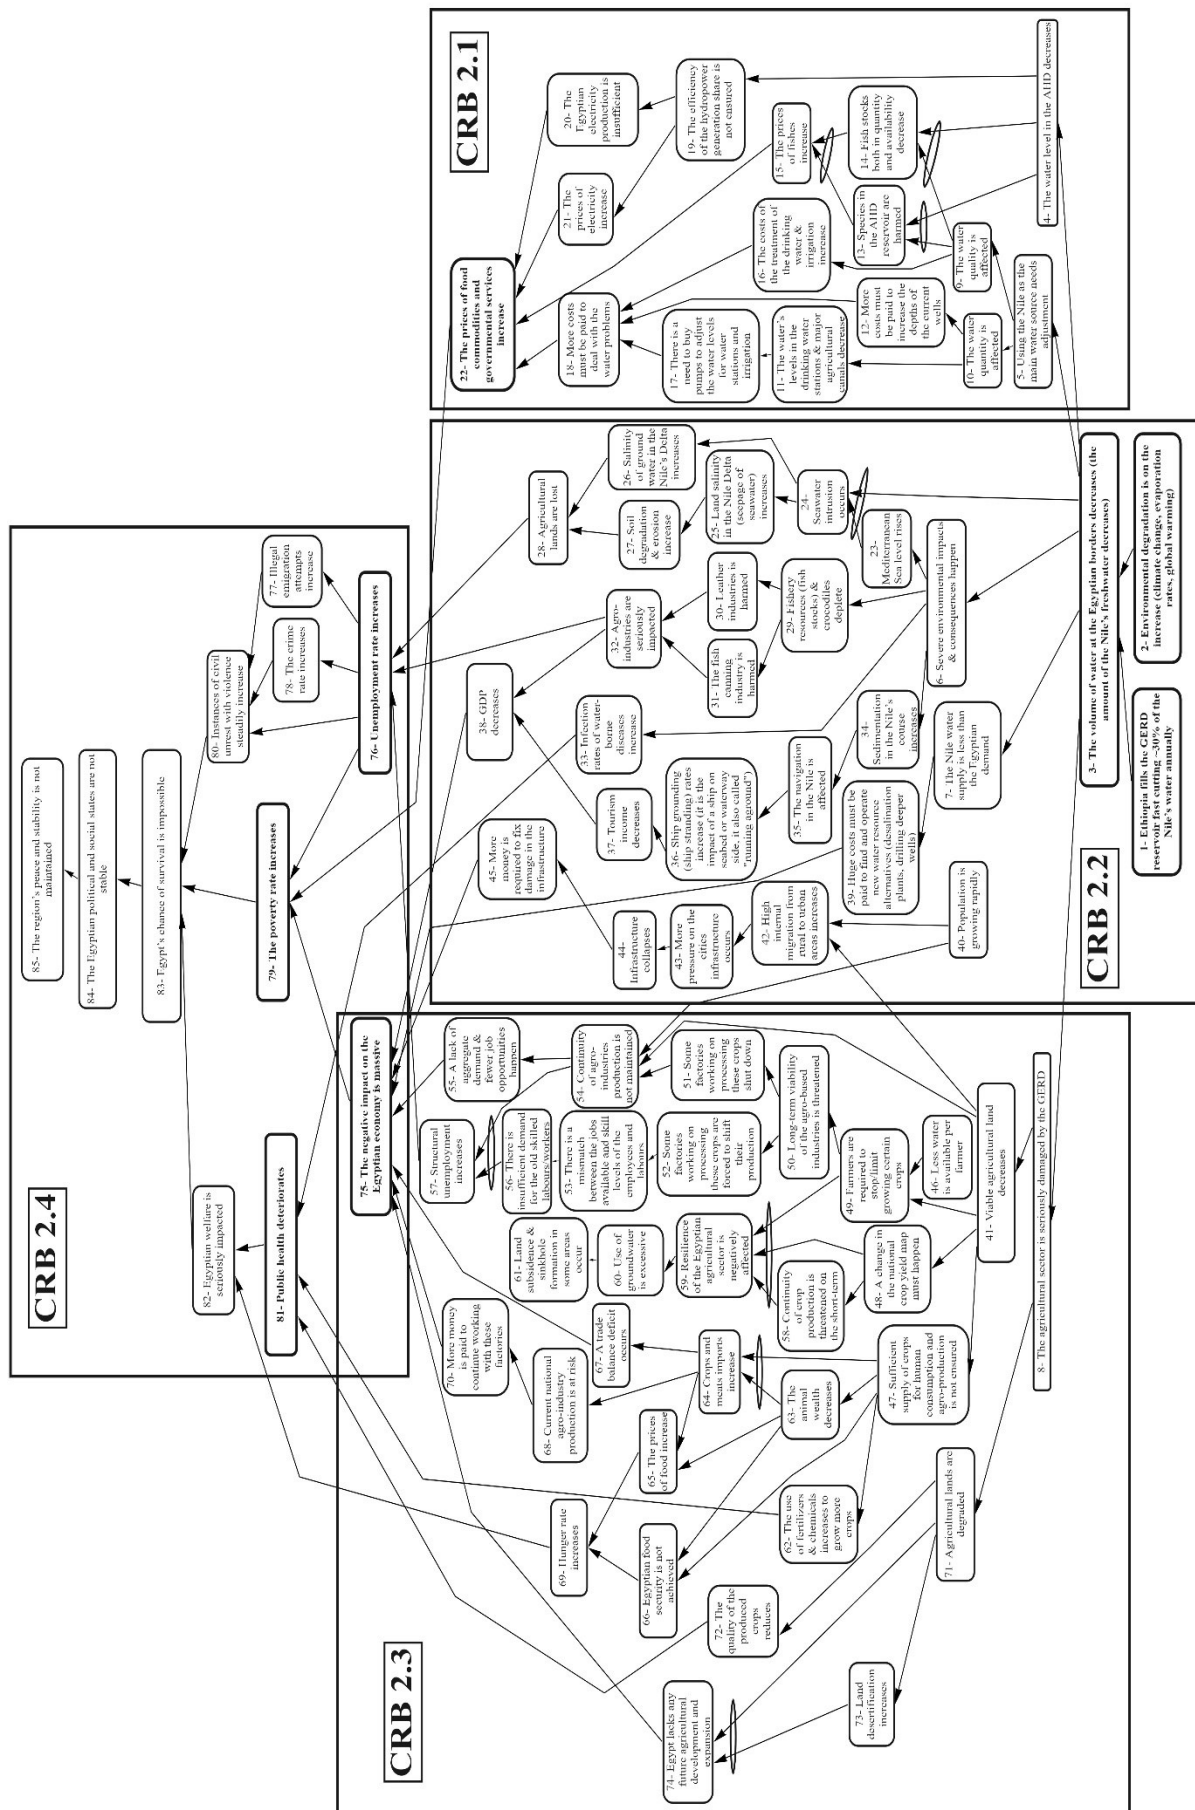 CRB 2.4
85- The region's peace and stability is not
maintained
84- The Egyptian political and social states are not
stable
83- Egypt's chance of survival is impossible
82- Egyptian welfare is
seriously impacted
81- Public health deteriorates
79- The poverty rate increases
80- Instances of civil
unrest with violence
steadily increase
78- The crime
rate increases
77- Illegal
emigration
attempts
increase
76- Unemployment rate increases
75- The negative impact on the
Egyptian economy is massive
CRB 2.3
74- Egypt lacks any
future agricultural
development and
expansion
73- Land
desertification
increases
72- The
quality of the
produced
crops
reduces
71- Agricultural lands are
degraded
69- Hunger rate
increases
66- Egyptian food
security is not
achieved
65- The prices
of food increase
62- The use
of fertilizers
& chemicals
increases to
grow more
crops
70- More money
is paid to
continue working
with these
factories
68- Current national
agro-industry
production is at risk
67- A trade
balance deficit
occurs
64- Crops and
meats imports
increase
63- The
animal
wealth
decreases
47- Sufficient
supply of crops
for human
consumption and
agro-production
is not ensured
61- Land
subsidence &
sinkhole
formation in
some areas
occur
60- Use of
groundwater
is excessive
59- Resilience
of the Egyptian
agricultural
sector is
negatively
affected
58- Continuity
of crop
production is
threatened on
the short-term
48- A change in
the national
crop yield map
must happen
57- Structural
unemployment
increases
56- There is
insufficient demand
for the old skilled
labours/workers
53- There is a
mismatch
between the jobs
available and skill
levels of the
employees and
labours
52- Some
factories
working on
processing
these crops are
forced to shift
their
production
55- A lack of
aggregate
demand &
fewer job
opportunities
happen
54- Continuity
of agro-
industries
production is
not maintained
51- Some
factories
working on
processing
these crops
shut down
50- Long-term viability
of the agro-based
industries is threatened
49- Farmers are
required to
stop/limit
growing certain
crops
46- Less water
is available per
farmer
41- Viable agricultural land
decreases
8- The agricultural sector is seriously damaged by the GERD
CRB 2.2
45- More
money is
required to fix
damage in the
infrastructure
44-
Infrastructure
collapses
43- More
pressure on the
cities
infrastructure
occurs
42- High
internal
migration from
rural to urban
areas increases
40- Population is
growing rapidly
38- GDP
decreases
37- Tourism
income
decreases
36- Ship grounding
(ship stranding) rates
increase (it is the
impact of a ship on
seabed or waterway
side, it also called
"running aground")
35- The navigation
in the Nile is
affected
34-
Sedimentation
in the Nile's
course
increases
39- Huge costs must be
paid to find and operate
new water resource
alternatives (desalination
plants, drilling deeper
wells)
7- The Nile water
supply is less than
the Egyptian
demand
33- Infection
rates of water-
borne
diseases
increase
32- Agro-
industries are
seriously
impacted
31- The fish
canning
industry is
harmed
30- Leather
industries is
harmed
29- Fishery
resources (fish
stocks) &
crocodiles
deplete
28- Agricultural
lands are lost
27- Soil
degradation
& erosion
increase
26- Salinity
of ground
water in the
Nile's Delta
increases
25- Land salinity
in the Nile Delta
(seepage of
seawater)
increases
24-
Seawater
intrusion
occurs
23-
Mediterranean
Sea level rises
6- Severe environmental impacts
& consequences happen
3- The volume of water at the Egyptian borders decreases (the
amount of the Nile's freshwater decreases)
1- Ethiopia fills the GERD
reservoir fast cutting ~30% of the
Nile's water annually
2- Environmental degradation is on the
increase (climate change, evaporation
rates, global warming)
CRB 2.1
22- The prices of food
commodities and
governmental services
increase
21- The
prices of
electricity
increase
20- The
Egyptian
electricity
production is
insufficient
19- The efficiency
of the hydropower
generation share is
not ensured
18- More costs
must be paid to
deal with the
water problems
17- There is a
need to buy
pumps to adjust
the water levels
for water
stations and
irrigation
16- The costs of
the treatment of
the drinking
water &
irrigation
increase
15- The prices
of fishes
increase
14- Fish stocks
both in quantity
and availability
decrease
13- Species in
the AHD
reservoir are
harmed
12- More
costs must
be paid to
increase the
depths of
the current
wells
11- The water's
levels in the
drinking water
stations & major
agricultural
canals decrease
10- The water
quantity is
affected
9- The water
quality is
affected
5- Using the Nile as the
main water source needs
adjustment
4- The water level in the AHD decreases